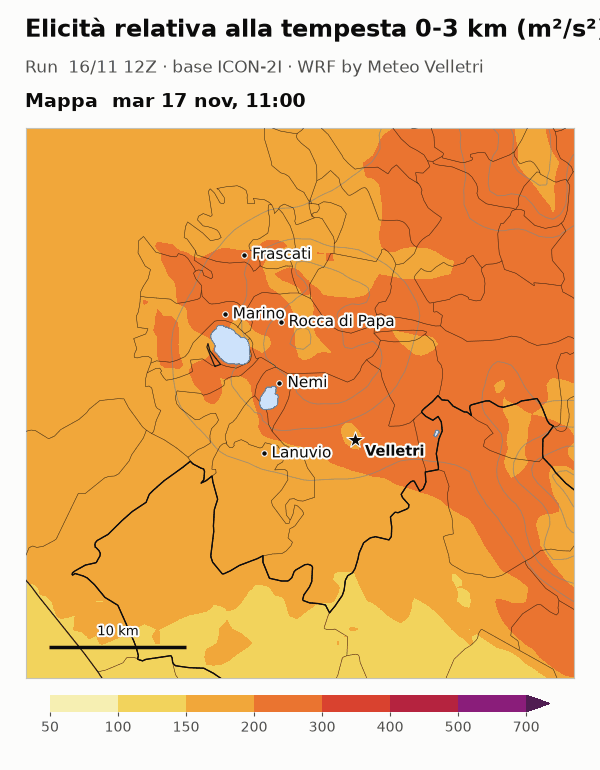 Elicità relativa alla tempesta 0-3 km (m²/s²)
Run 16/11 12Z · base ICON-2I · WRF by Meteo Velletri
Mappa mar 17 nov, 11:00
Frascati
Marino
Rocca di Papa
Nemi
Velletri
Lanuvio
10 km
50 100 150 200 300 400 500 700